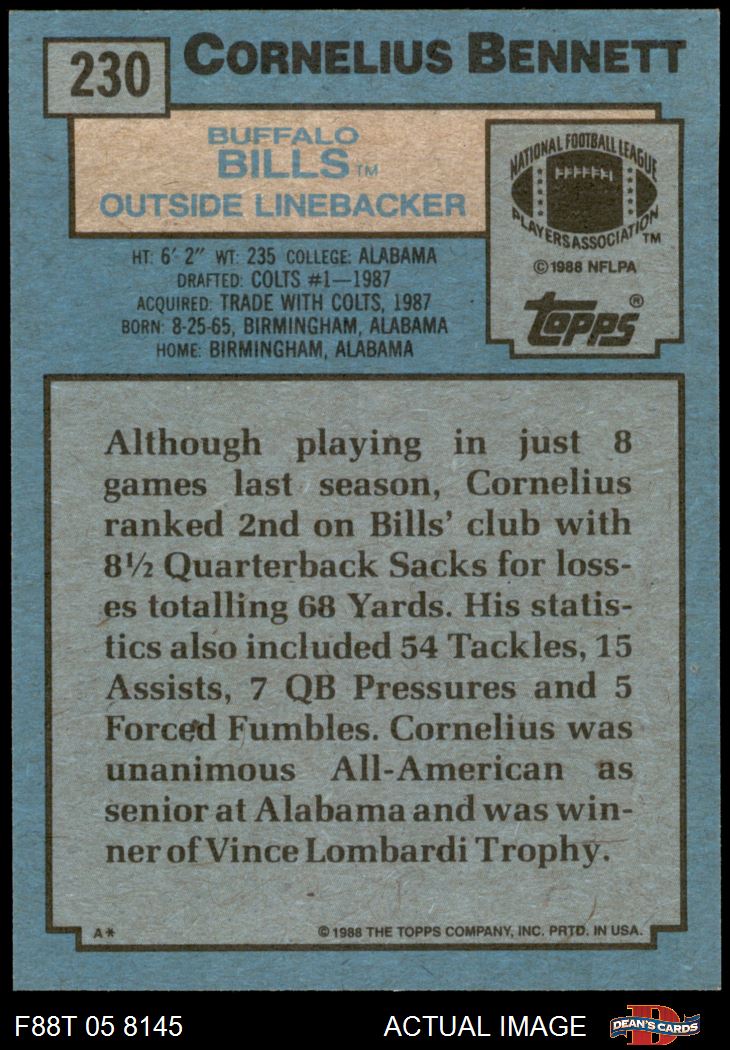 230
CORNELIUS BENNETT
BUFFALO
BILLS TM
OUTSIDE LINEBACKER
NATIONAL FOOTBALL LEAGUE
PLAYERS ASSOCIATION TM
© 1988 NFLPA
topps®
HT: 6' 2" WT: 235 COLLEGE: ALABAMA
DRAFTED: COLTS #1—1987
ACQUIRED: TRADE WITH COLTS, 1987
BORN: 8-25-65, BIRMINGHAM, ALABAMA
HOME: BIRMINGHAM, ALABAMA
Although playing in just 8
games last season, Cornelius
ranked 2nd on Bills' club with
8½ Quarterback Sacks for loss-
es totalling 68 Yards. His statis-
tics also included 54 Tackles, 15
Assists, 7 QB Pressures and 5
Forced Fumbles. Cornelius was
unanimous All-American as
senior at Alabama and was win-
ner of Vince Lombardi Trophy.
A*
© 1988 THE TOPPS COMPANY, INC. PRTD. IN USA.
F88T 05 8145
ACTUAL IMAGE
D
DEAN'S CARDS